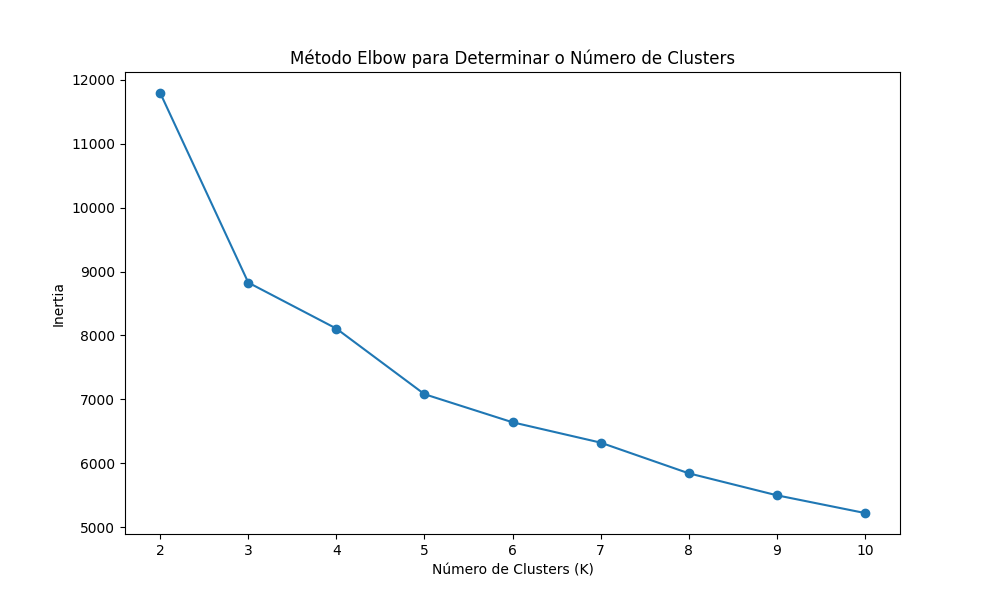 Método Elbow para Determinar o Número de Clusters
12000
11000
10000
9000
8000
7000
6000
5000
Inertia
2 3 4 5 6 7 8 9 10
Número de Clusters (K)